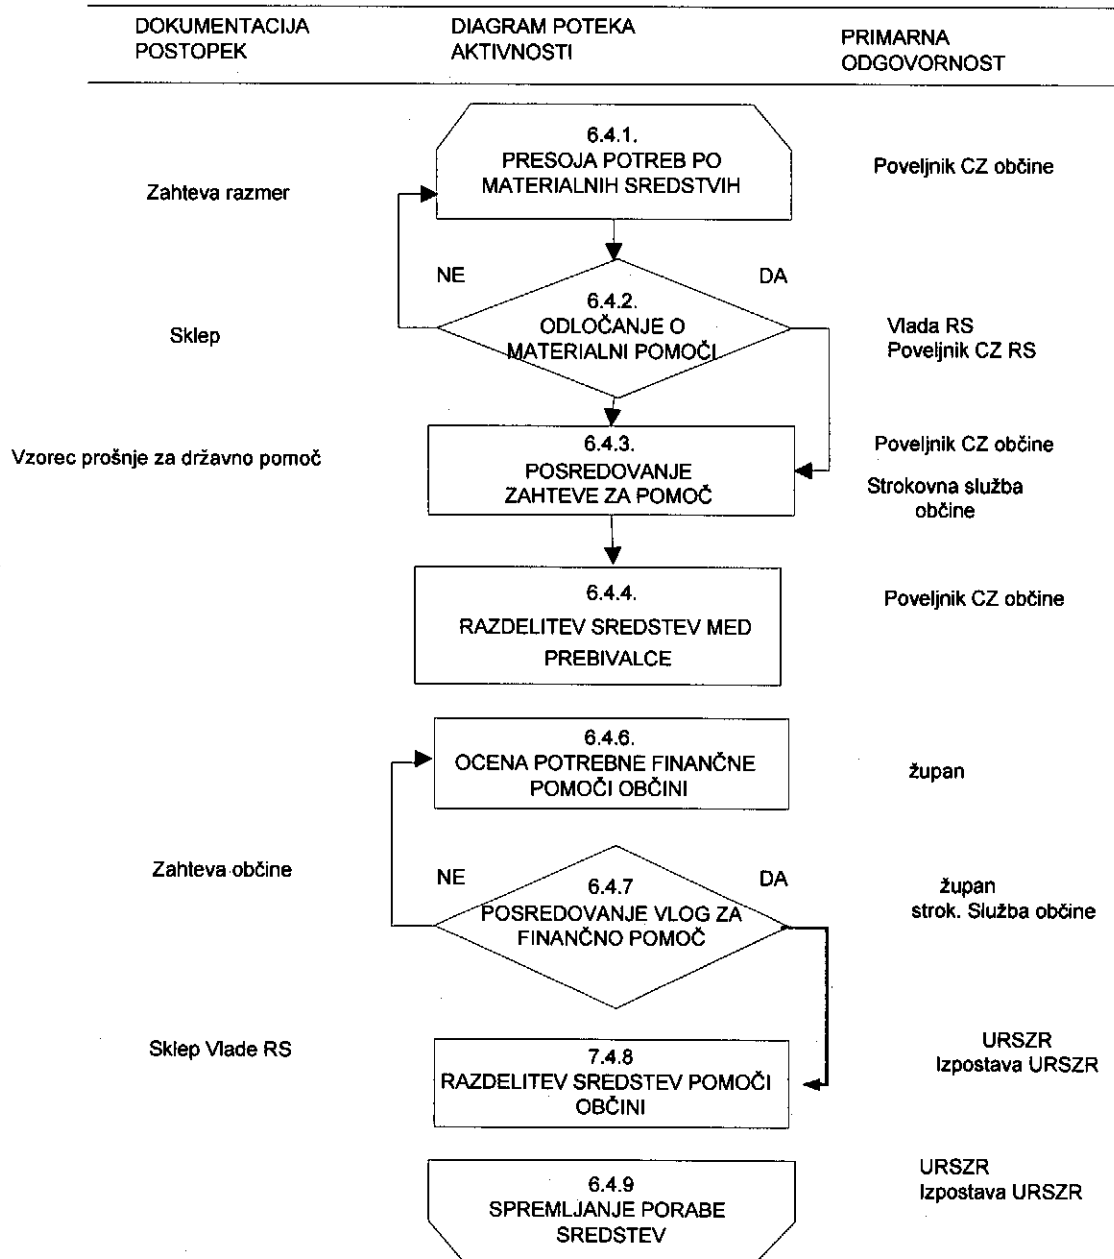 DOKUMENTACIJA
POSTOPEK
DIAGRAM POTEKA
AKTIVNOSTI
PRIMARNA
ODGOVORNOST
6.4.1.
PRESOJA POTREB PO
MATERIALNIH SREDSTVIH
Poveljnik CZ občine
Zahteva razmer
NE
DA
6.4.2.
ODLOČANJE O
MATERIALNI POMOČI
Sklep
Vlada RS
Poveljnik CZ RS
Vzorec prošnje za državno pomoč
6.4.3.
POSREDOVANJE
ZAHTEVE ZA POMOČ
Poveljnik CZ občine
Strokovna služba
občine
6.4.4.
RAZDELITEV SREDSTEV MED
PREBIVALCE
Poveljnik CZ občine
6.4.6.
OCENA POTREBNE FINANČNE
POMOČI OBČINI
župan
Zahteva občine
NE
DA
6.4.7
POSREDOVANJE VLOG ZA
FINANČNO POMOČ
župan
strok. Služba občine
Sklep Vlade RS
7.4.8
RAZDELITEV SREDSTEV POMOČI
OBČINI
URSZR
Izpostava URSZR
6.4.9
SPREMLJANJE PORABE
SREDSTEV
URSZR
Izpostava URSZR